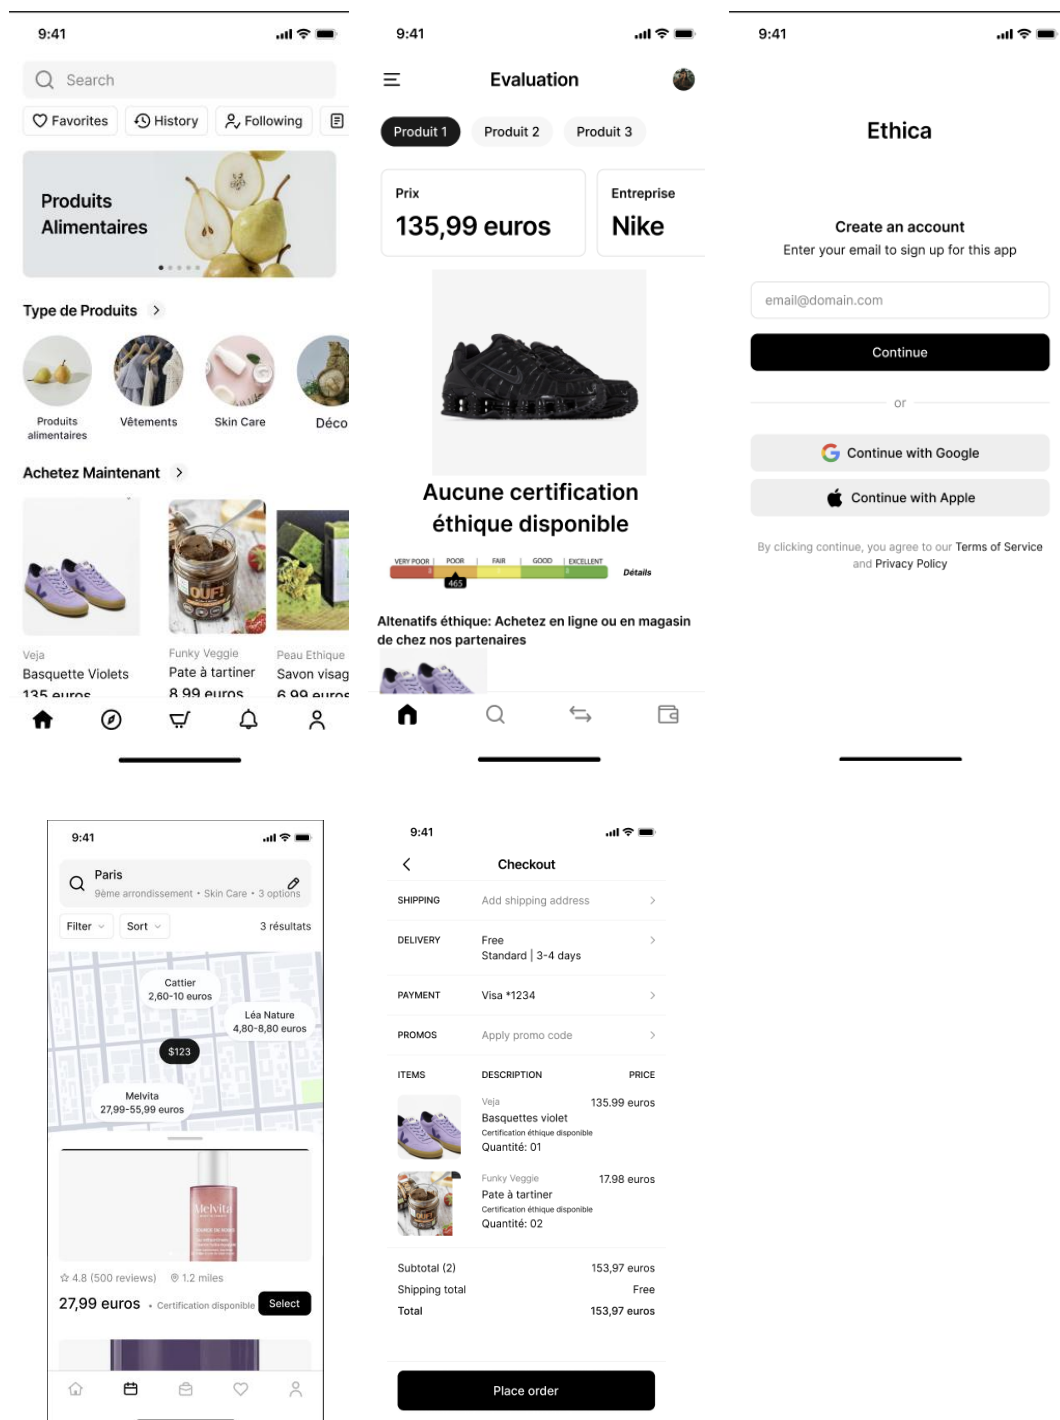 9:41
Search
Favorites
History
Following
Produits
Alimentaires
Type de Produits
Produits
alimentaires
Vêtements
Skin Care
Déco
Achetez Maintenant
OUF!
Veja
Basquette Violets
135 euros
Funky Veggie
Pate à tartiner
8,99 euros
Peau Ethique
Savon visag
6,99 euros
9:41
Evaluation
Produit 1
Produit 2
Produit 3
Prix
135,99 euros
Entreprise
Nike
Aucune certification
éthique disponible
VERY POOR | POOR | FAIR | GOOD | EXCELLENT
465
Détails
Altenatifs éthique: Achetez en ligne ou en magasin
de chez nos partenaires
9:41
Ethica
Create an account
Enter your email to sign up for this app
email@domain.com
Continue
or
Continue with Google
Continue with Apple
By clicking continue, you agree to our Terms of Service
and Privacy Policy
9:41
Paris
9ème arrondissement • Skin Care • 3 options
Filter
Sort
3 résultats
Cattier
2,60-10 euros
Léa Nature
4,80-8,80 euros
$123
Melvita
27,99-55,99 euros
Melvita
4.8 (500 reviews)
1.2 miles
27,99 euros • Certification disponible
Select
9:41
Checkout
SHIPPING
Add shipping address
DELIVERY
Free
Standard | 3-4 days
PAYMENT
Visa *1234
PROMOS
Apply promo code
ITEMS
DESCRIPTION
PRICE
Veja
135.99 euros
Basquettes violet
Certification éthique disponible
Quantité: 01
Funky Veggie
17.98 euros
Pate à tartiner
Certification éthique disponible
Quantité: 02
Subtotal (2)
153,97 euros
Shipping total
Free
Total
153,97 euros
Place order